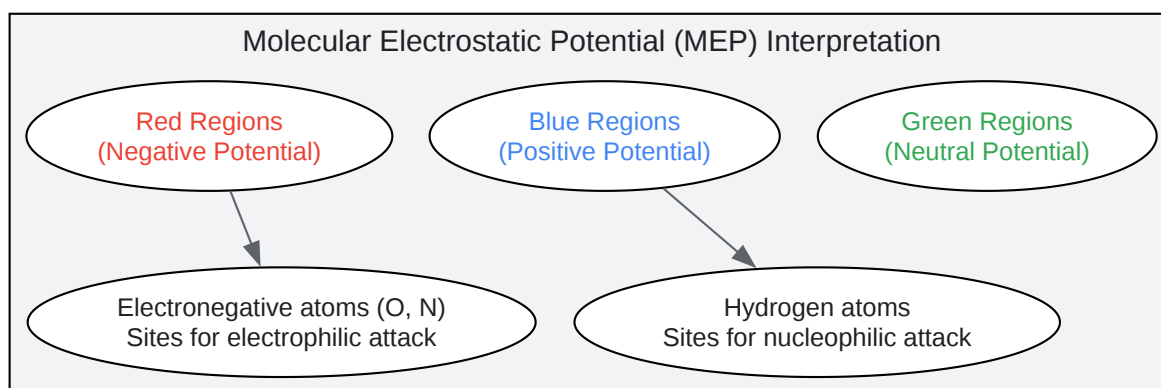 Molecular Electrostatic Potential (MEP) Interpretation
Red Regions
(Negative Potential)
Blue Regions
(Positive Potential)
Green Regions
(Neutral Potential)
Electronegative atoms (O, N)
Sites for electrophilic attack
Hydrogen atoms
Sites for nucleophilic attack